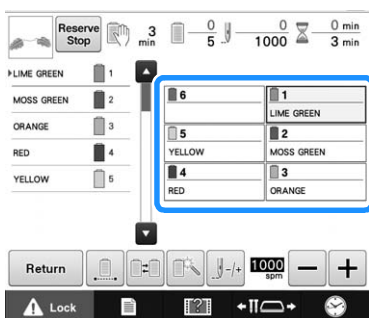 Reserve Stop 3 min 0 5 0 1000 0 min 3 min
LIME GREEN 1
MOSS GREEN 2
ORANGE 3
RED 4
YELLOW 5
6 1 LIME GREEN
5 YELLOW 2 MOSS GREEN
4 RED 3 ORANGE
Return -/+ 1000 spm − +
Lock ?